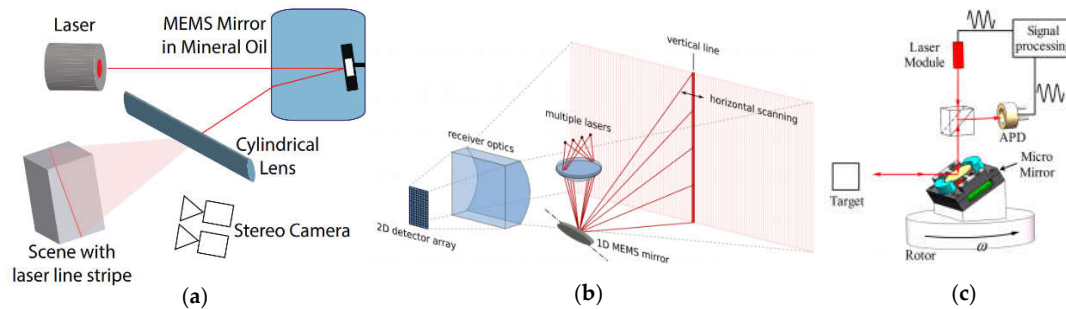 Laser
MEMS Mirror
in Mineral Oil
Cylindrical
Lens
Stereo Camera
Scene with
laser line stripe
(a)
vertical line
horizontal scanning
multiple lasers
receiver optics
2D detector array
1D MEMS mirror
(b)
Signal
processing
Laser
Module
APD
Micro
Mirror
Target
Rotor
ω
(c)